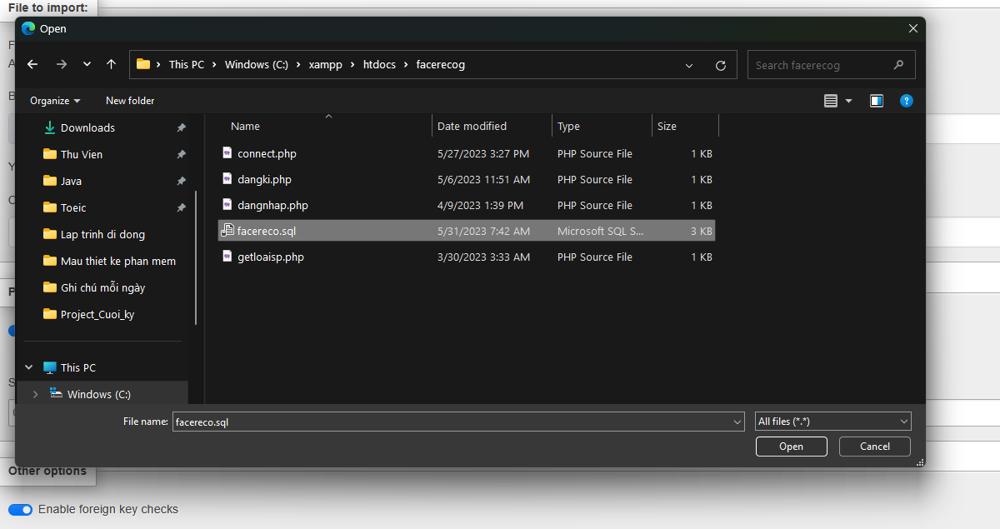 File to import:
Open
This PC
Windows (C:)
xampp
htdocs
facerecog
Search facerecog
Organize
New folder
Downloads
Thu Vien
Java
Toeic
Lap trinh di dong
Mau thiet ke phan mem
Ghi chú mỗi ngày
Project_Cuoi_ky
This PC
Windows (C:)
Name Date modified Type Size
connect.php 5/27/2023 3:27 PM PHP Source File 1 KB
dangki.php 5/6/2023 11:51 AM PHP Source File 1 KB
dangnhap.php 4/9/2023 1:39 PM PHP Source File 1 KB
facereco.sql 5/31/2023 7:42 AM Microsoft SQL S... 3 KB
getloaisp.php 3/30/2023 3:33 AM PHP Source File 1 KB
File name: facereco.sql All files (*.*)
Open Cancel
Other options
Enable foreign key checks